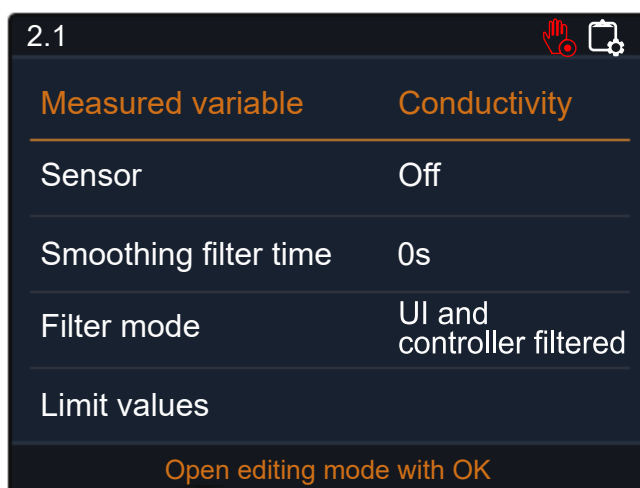 2.1
Measured variable Conductivity
Sensor Off
Smoothing filter time 0s
Filter mode UI and
controller filtered
Limit values
Open editing mode with OK